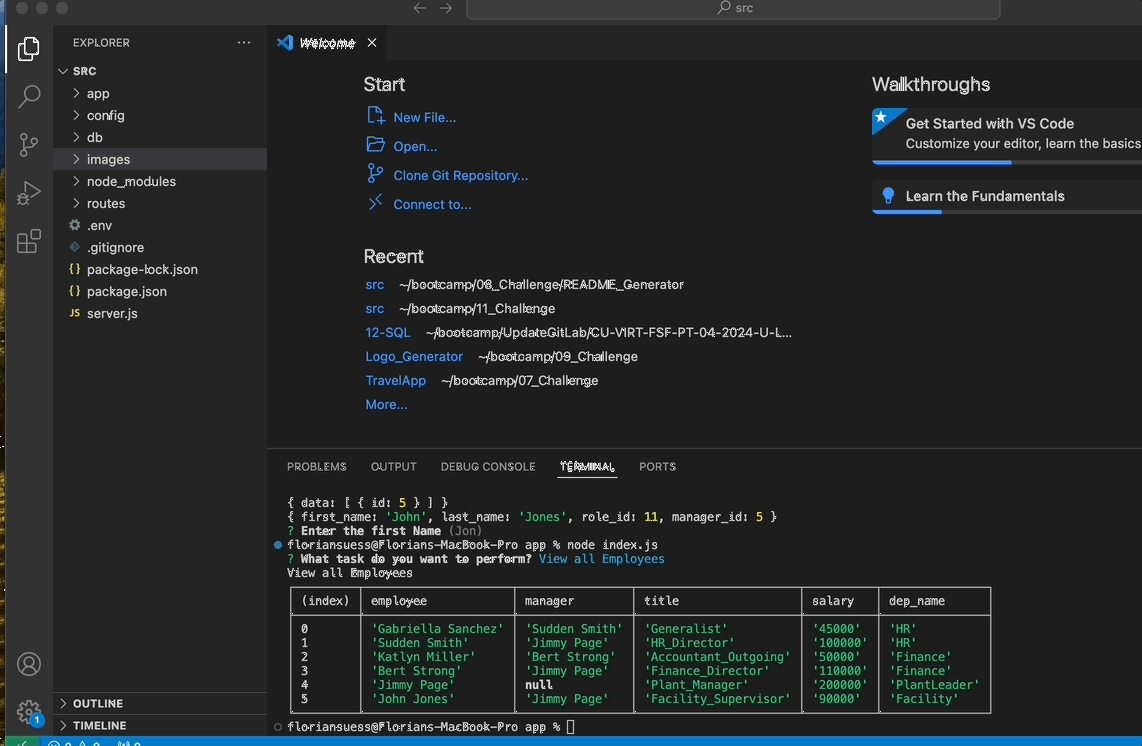 src
EXPLORER
SRC
app
config
db
images
node_modules
routes
.env
.gitignore
package-lock.json
package.json
server.js
OUTLINE
TIMELINE
Welcome
Start
New File...
Open...
Clone Git Repository...
Connect to...
Recent
src ~/bootcamp/08_Challenge/README_Generator
src ~/bootcamp/11_Challenge
12-SQL ~/bootcamp/UpdateGitLab/CU-VIRT-FSF-PT-04-2024-U-L...
Logo_Generator ~/bootcamp/09_Challenge
TravelApp ~/bootcamp/07_Challenge
More...
Walkthroughs
Get Started with VS Code
Customize your editor, learn the basics
Learn the Fundamentals
PROBLEMS OUTPUT DEBUG CONSOLE TERMINAL PORTS
{ data: [ { id: 5 } ] }
{ first_name: 'John', last_name: 'Jones', role_id: 11, manager_id: 5 }
? Enter the first Name (Jon)
floriansuess@Florians-MacBook-Pro app % node index.js
? What task do you want to perform? View all Employees
View all Employees
(index) employee manager title salary dep_name
0 'Gabriella Sanchez' 'Sudden Smith' 'Generalist' '45000' 'HR'
1 'Sudden Smith' 'Jimmy Page' 'HR_Director' '100000' 'HR'
2 'Katlyn Miller' 'Bert Strong' 'Accountant_Outgoing' '50000' 'Finance'
3 'Bert Strong' 'Jimmy Page' 'Finance_Director' '110000' 'Finance'
4 'Jimmy Page' null 'Plant_Manager' '200000' 'PlantLeader'
5 'John Jones' 'Jimmy Page' 'Facility_Supervisor' '90000' 'Facility'
floriansuess@Florians-MacBook-Pro app %
1